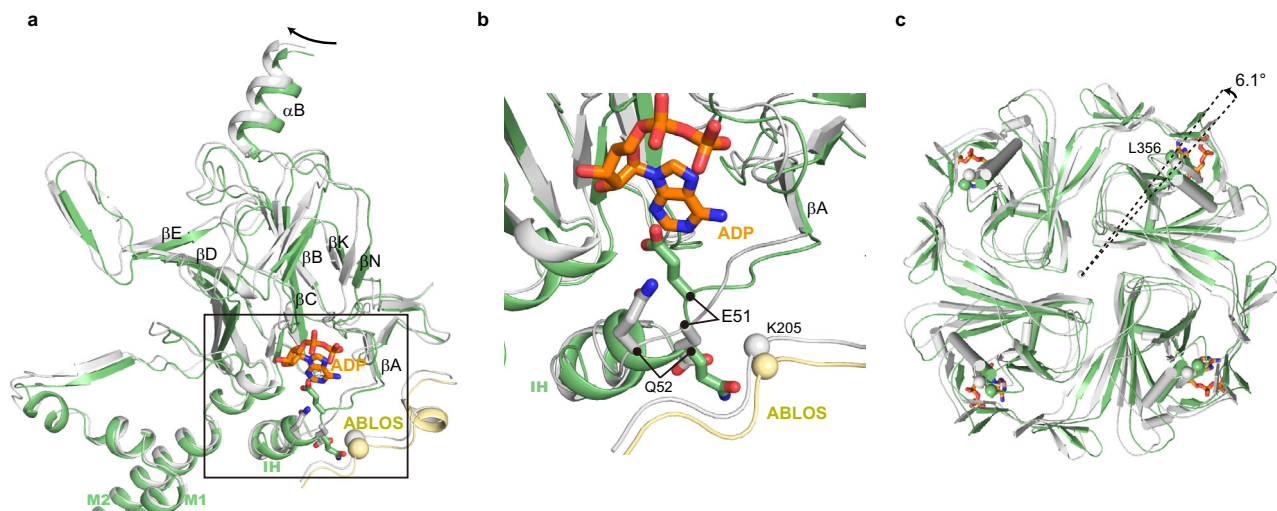 a
αB
βE
βD
βB
βK
βN
βC
βA
ADP
ABLOS
IH
M2
M1
b
βA
ADP
E51
K205
Q52
IH
ABLOS
c
6.1°
L356